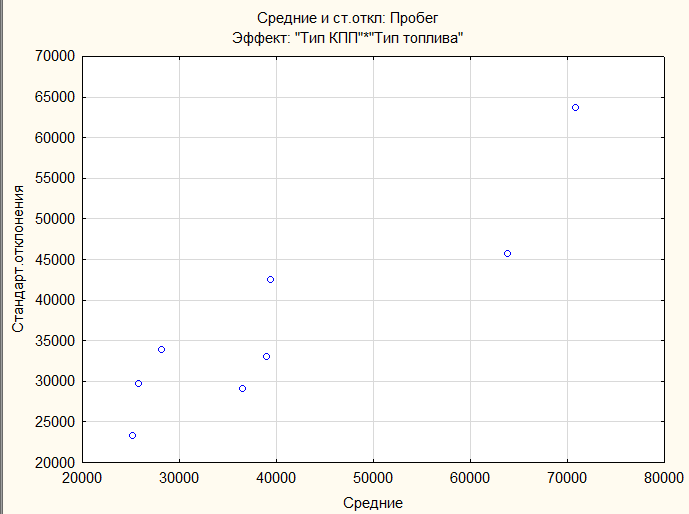 Средние и ст.откл: Пробег
Эффект: "Тип КПП"*"Тип топлива"
70000
65000
60000
55000
50000
45000
40000
35000
30000
25000
20000
Стандарт.отклонения
20000 30000 40000 50000 60000 70000 80000
Средние